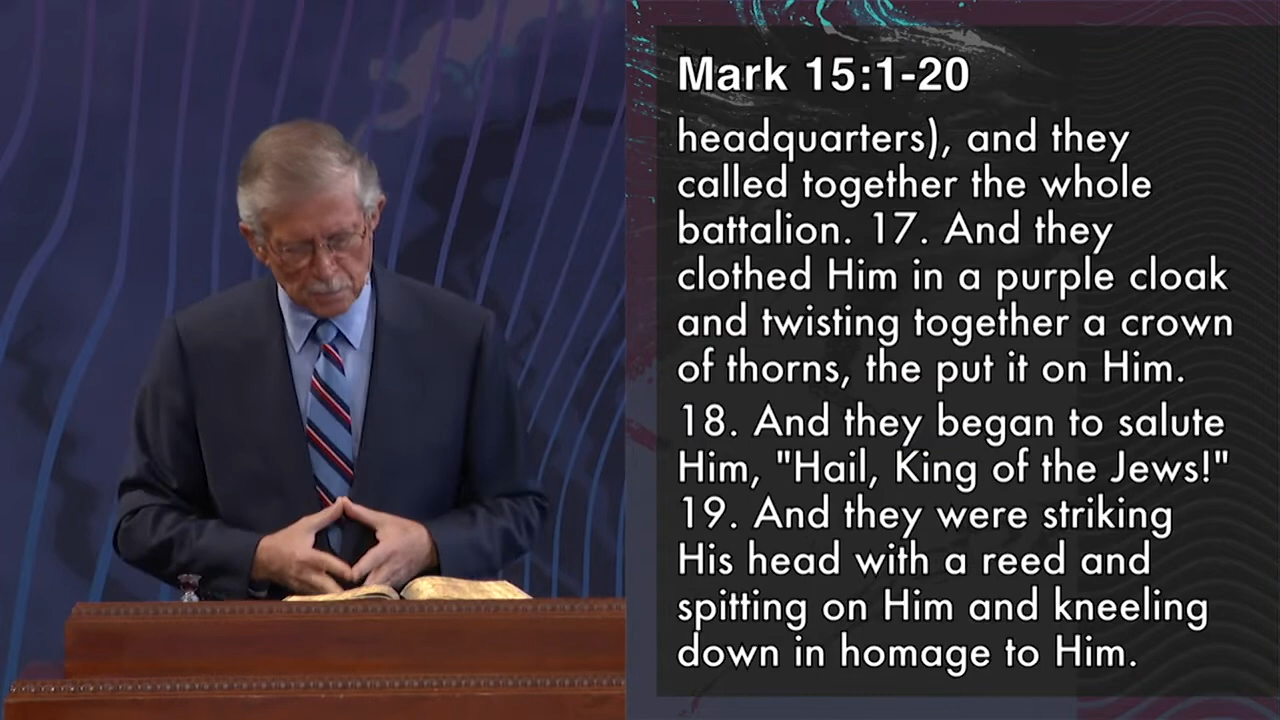 Mark 15:1-20
headquarters), and they
called together the whole
battalion. 17. And they
clothed Him in a purple cloak
and twisting together a crown
of thorns, the put it on Him.
18. And they began to salute
Him, "Hail, King of the Jews!"
19. And they were striking
His head with a reed and
spitting on Him and kneeling
down in homage to Him.